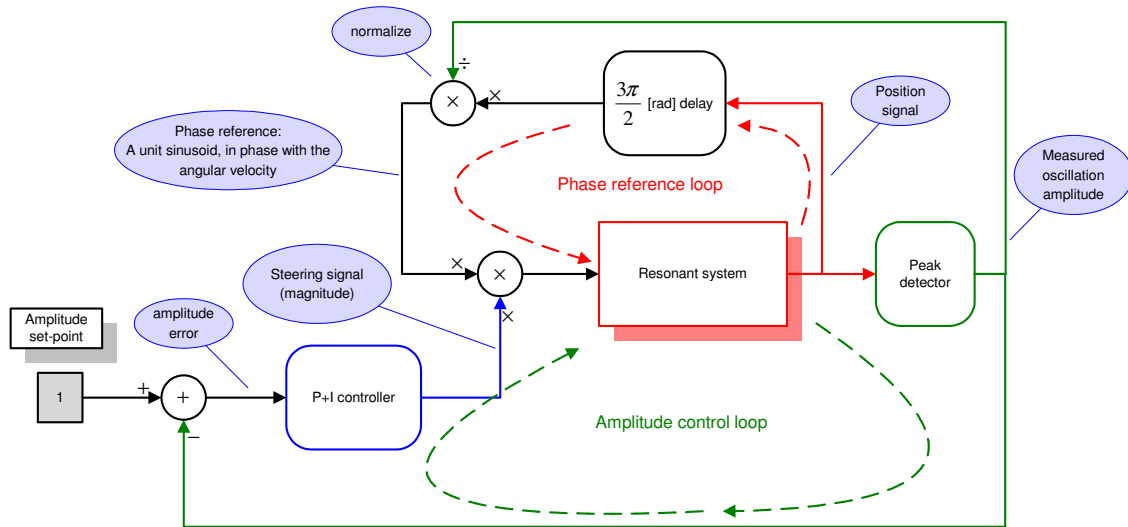 normalize
÷
×
×
3π
2
[rad] delay
Position
signal
Phase reference:
A unit sinusoid, in phase with the
angular velocity
Measured
oscillation
amplitude
Phase reference loop
Steering signal
(magnitude)
×
×
×
Resonant system
Peak
detector
Amplitude
set-point
amplitude
error
1
+
+
−
P+I controller
Amplitude control loop